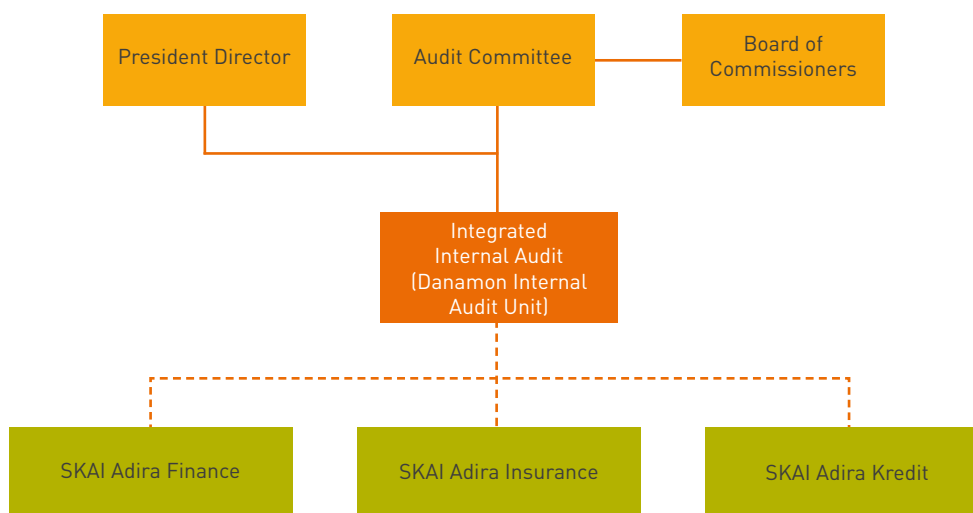 President Director
Audit Committee
Board of
Commissioners
Integrated
Internal Audit
(Danamon Internal
Audit Unit)
SKAI Adira Finance
SKAI Adira Insurance
SKAI Adira Kredit